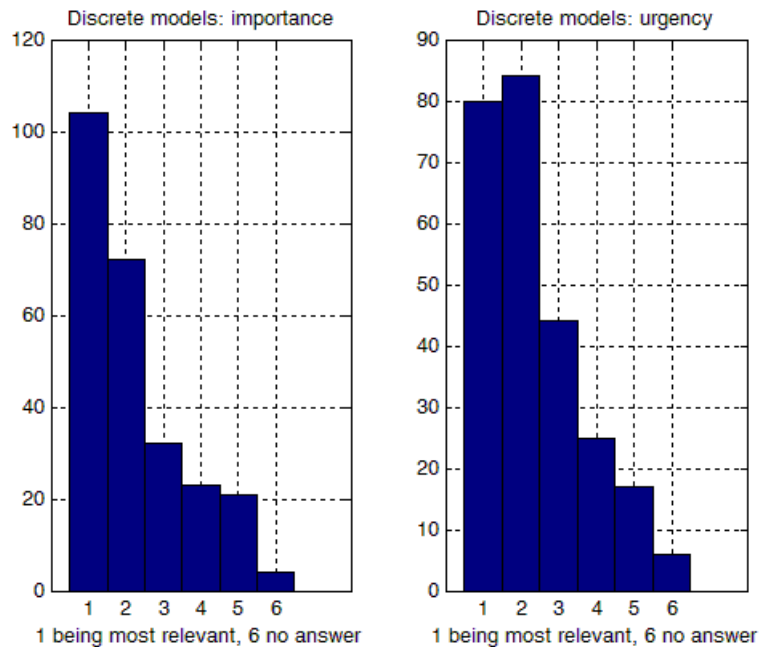 Discrete models: importance
120
100
80
60
40
20
0
1 2 3 4 5 6
1 being most relevant, 6 no answer
Discrete models: urgency
90
80
70
60
50
40
30
20
10
0
1 2 3 4 5 6
1 being most relevant, 6 no answer